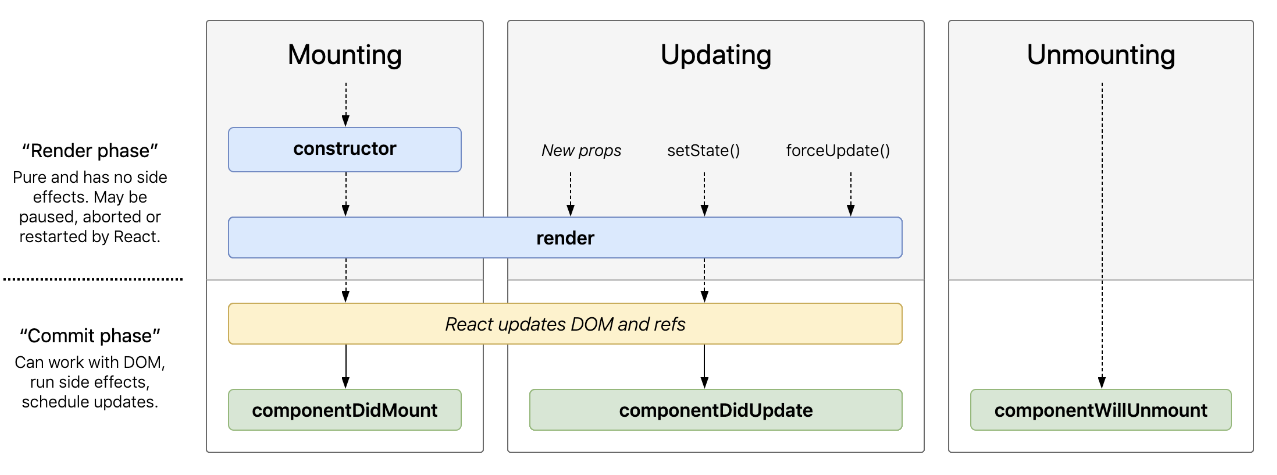 Mounting
Updating
Unmounting
“Render phase”
Pure and has no side
effects. May be
paused, aborted or
restarted by React.
constructor
New props
setState()
forceUpdate()
render
“Commit phase”
Can work with DOM,
run side effects,
schedule updates.
React updates DOM and refs
componentDidMount
componentDidUpdate
componentWillUnmount